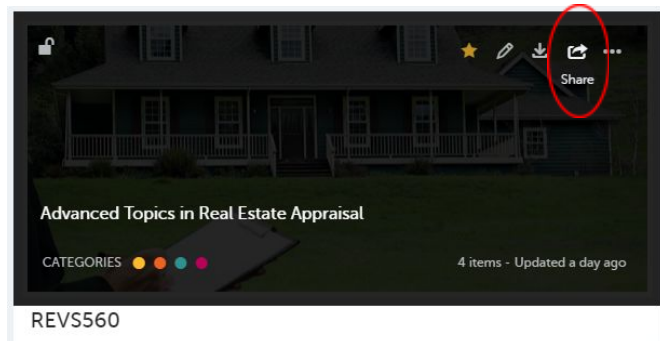 Share
Advanced Topics in Real Estate Appraisal
CATEGORIES
4 items - Updated a day ago
REVS560